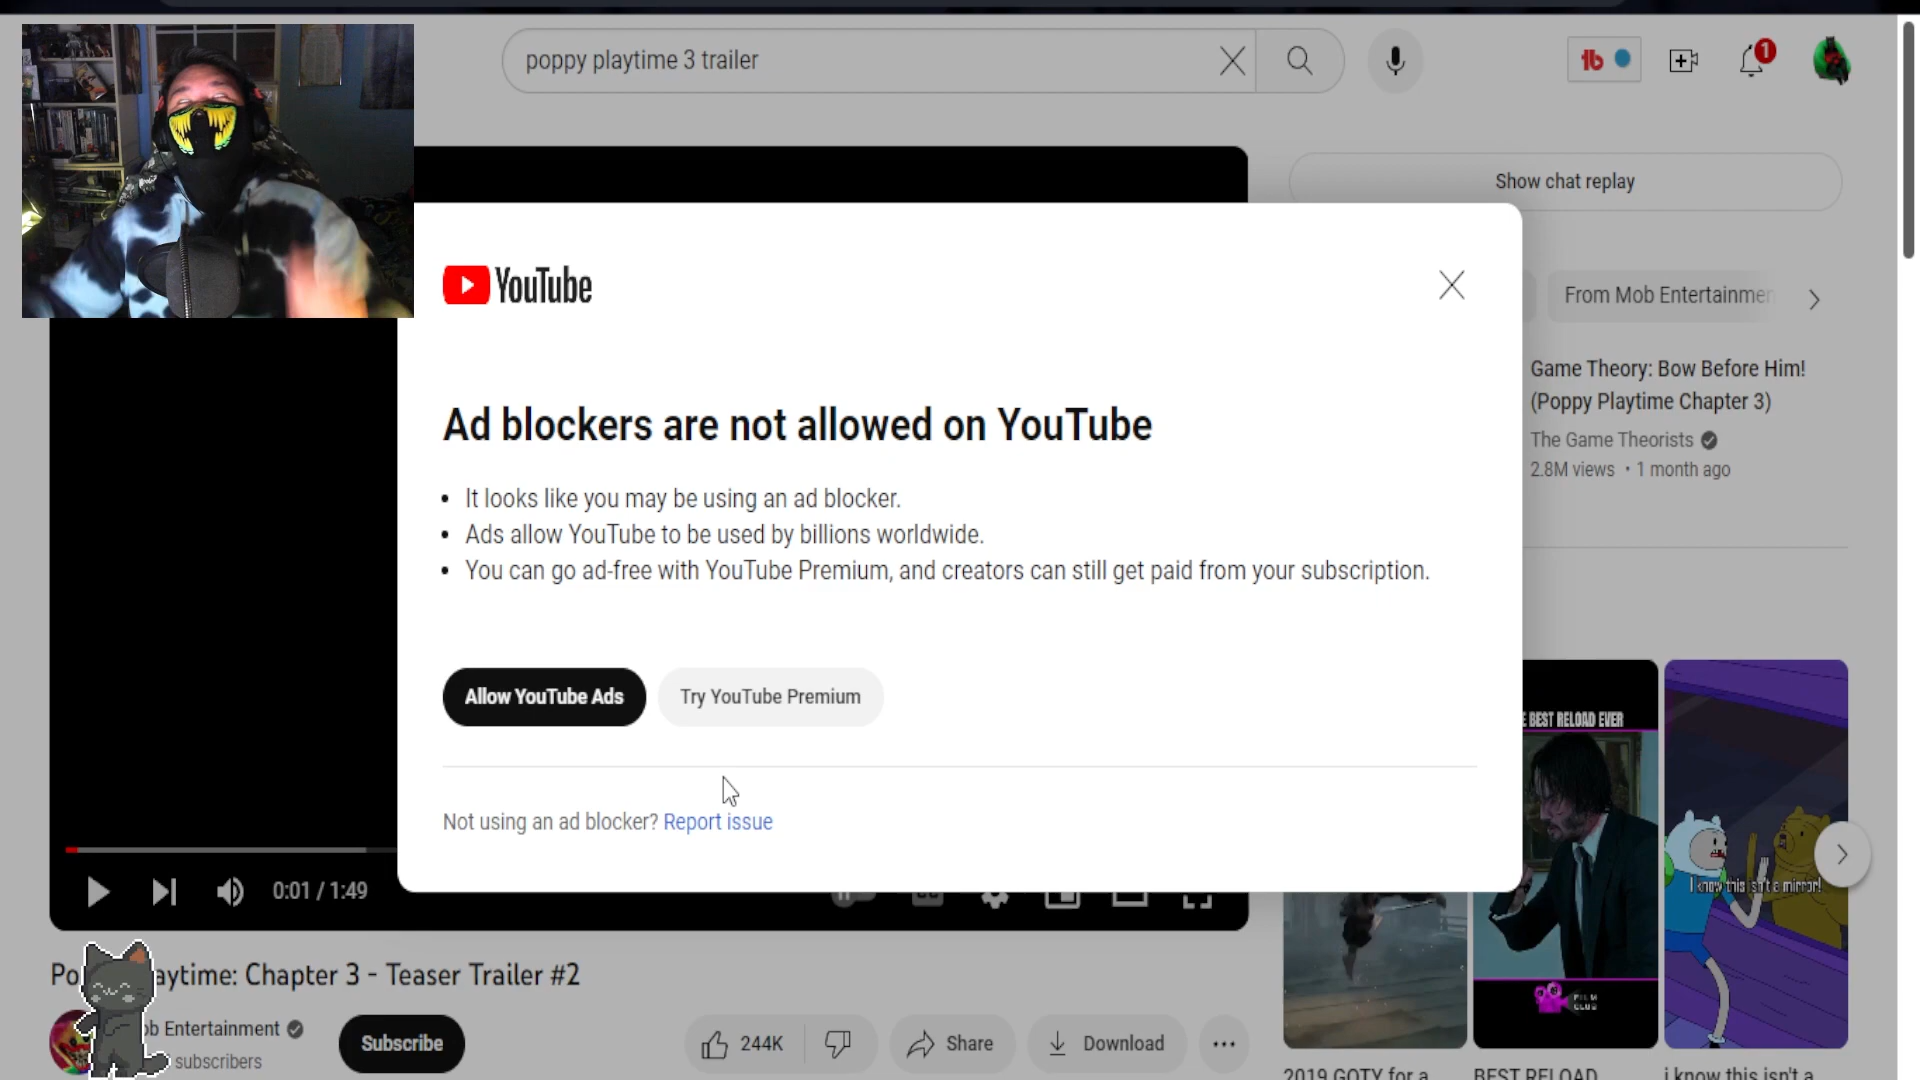 poppy playtime 3 trailer
1
Show chat replay
YouTube
From Mob Entertainmen
Ad blockers are not allowed on YouTube
It looks like you may be using an ad blocker.
Ads allow YouTube to be used by billions worldwide.
You can go ad-free with YouTube Premium, and creators can still get paid from your subscription.
Allow YouTube Ads
Try YouTube Premium
Not using an ad blocker? Report issue
Game Theory: Bow Before Him!
(Poppy Playtime Chapter 3)
The Game Theorists
2.8M views • 1 month ago
BEST RELOAD EVER
I know this isn't a mirror!
FILM
CLUB
0:01 / 1:49
Po aytime: Chapter 3 - Teaser Trailer #2
ob Entertainment
subscribers
Subscribe
244K
Share
Download
2019 GOTY for a
BEST RELOAD
i know this isn't a